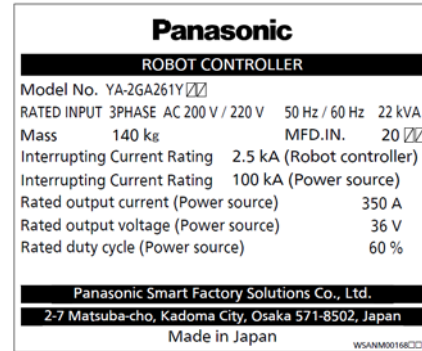 Panasonic
ROBOT CONTROLLER
Model No. YA-2GA261Y〼〼
RATED INPUT 3PHASE AC 200 V / 220 V 50 Hz / 60 Hz 22 kVA
Mass 140 kg MFD.IN. 20〼〼
Interrupting Current Rating 2.5 kA (Robot controller)
Interrupting Current Rating 100 kA (Power source)
Rated output current (Power source) 350 A
Rated output voltage (Power source) 36 V
Rated duty cycle (Power source) 60 %
Panasonic Smart Factory Solutions Co., Ltd.
2-7 Matsuba-cho, Kadoma City, Osaka 571-8502, Japan
Made in Japan
WSANM00168□□